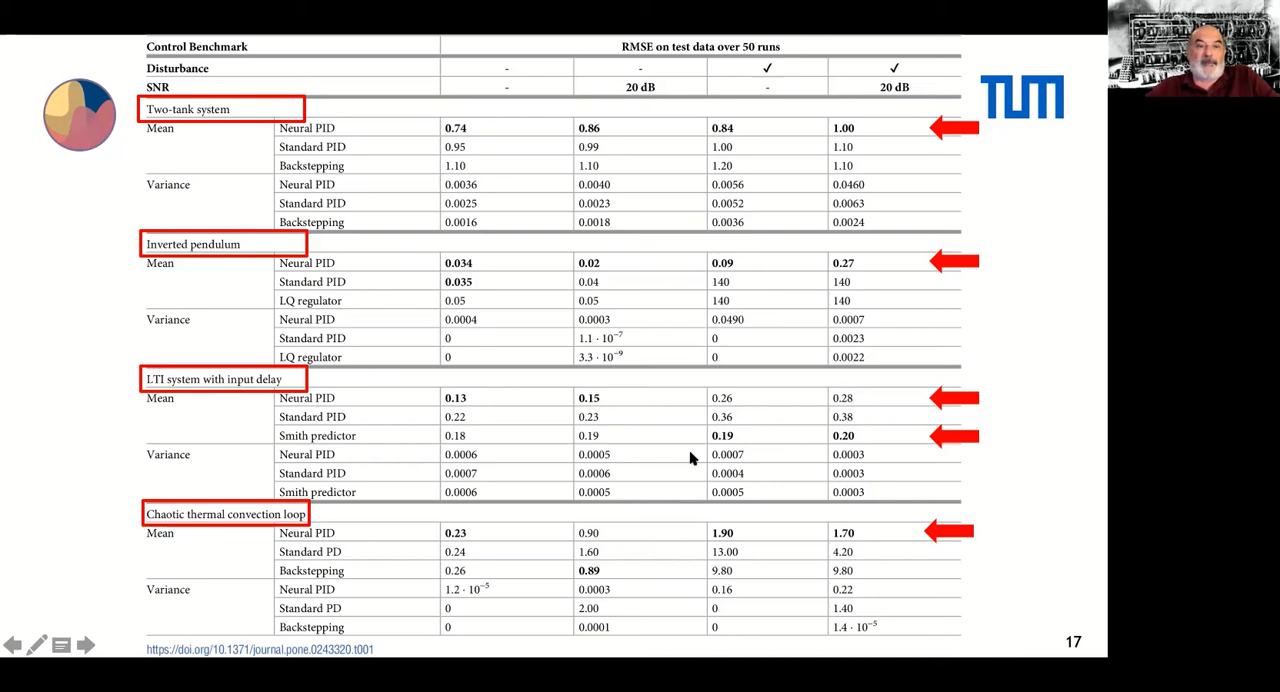 Control Benchmark RMSE on test data over 50 runs
Disturbance - - ✓ ✓
SNR - 20 dB - 20 dB
Two-tank system
Mean Neural PID 0.74 0.86 0.84 1.00
Standard PID 0.95 0.99 1.00 1.10
Backstepping 1.10 1.10 1.20 1.10
Variance Neural PID 0.0036 0.0040 0.0056 0.0460
Standard PID 0.0025 0.0023 0.0052 0.0063
Backstepping 0.0016 0.0018 0.0036 0.0024
Inverted pendulum
Mean Neural PID 0.034 0.02 0.09 0.27
Standard PID 0.035 0.04 140 140
LQ regulator 0.05 0.05 140 140
Variance Neural PID 0.0004 0.0003 0.0490 0.0007
Standard PID 0 1.1 · 10⁻⁷ 0 0.0023
LQ regulator 0 3.3 · 10⁻⁹ 0 0.0022
LTI system with input delay
Mean Neural PID 0.13 0.15 0.26 0.28
Standard PID 0.22 0.23 0.36 0.38
Smith predictor 0.18 0.19 0.19 0.20
Variance Neural PID 0.0006 0.0005 0.0007 0.0003
Standard PID 0.0007 0.0006 0.0004 0.0003
Smith predictor 0.0006 0.0005 0.0005 0.0003
Chaotic thermal convection loop
Mean Neural PID 0.23 0.90 1.90 1.70
Standard PD 0.24 1.60 13.00 4.20
Backstepping 0.26 0.89 9.80 9.80
Variance Neural PID 1.2 · 10⁻⁵ 0.0003 0.16 0.22
Standard PD 0 2.00 0 1.40
Backstepping 0 0.0001 0 1.4 · 10⁻⁵
https://doi.org/10.1371/journal.pone.0243320.t001
17
TUM